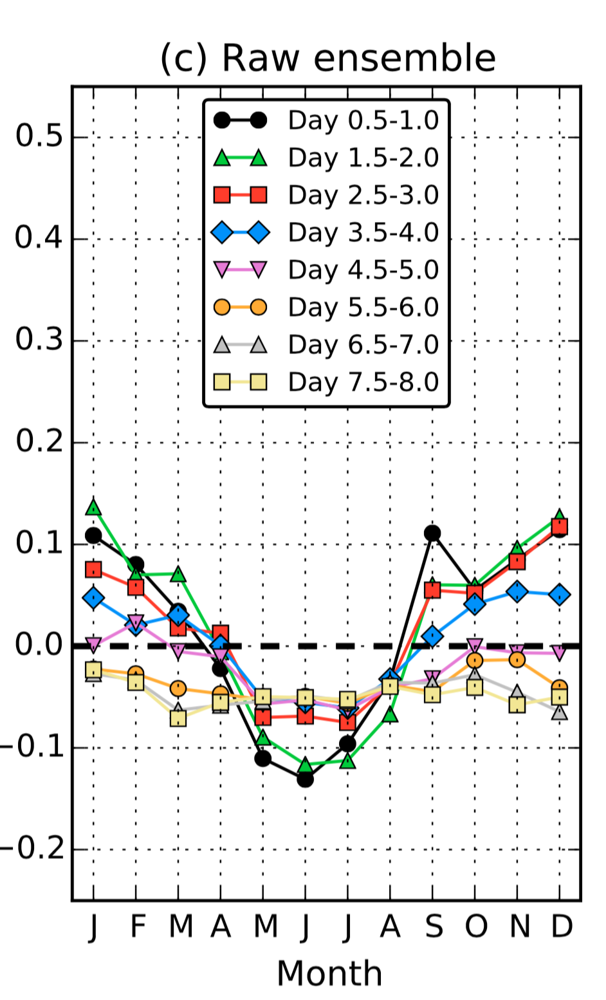 (c) Raw ensemble
Day 0.5-1.0
Day 1.5-2.0
Day 2.5-3.0
Day 3.5-4.0
Day 4.5-5.0
Day 5.5-6.0
Day 6.5-7.0
Day 7.5-8.0
0.5
0.4
0.3
0.2
0.1
0.0
−0.1
−0.2
J F M A M J J A S O N D
Month